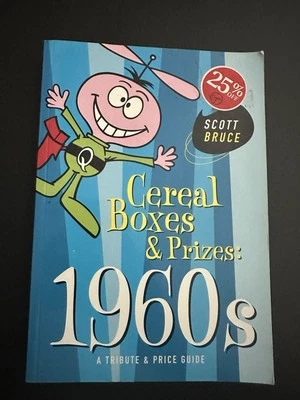 25%
OFF
SCOTT
BRUCE
Q
Cereal
Boxes
& Prizes:
1960s
A TRIBUTE & PRICE GUIDE